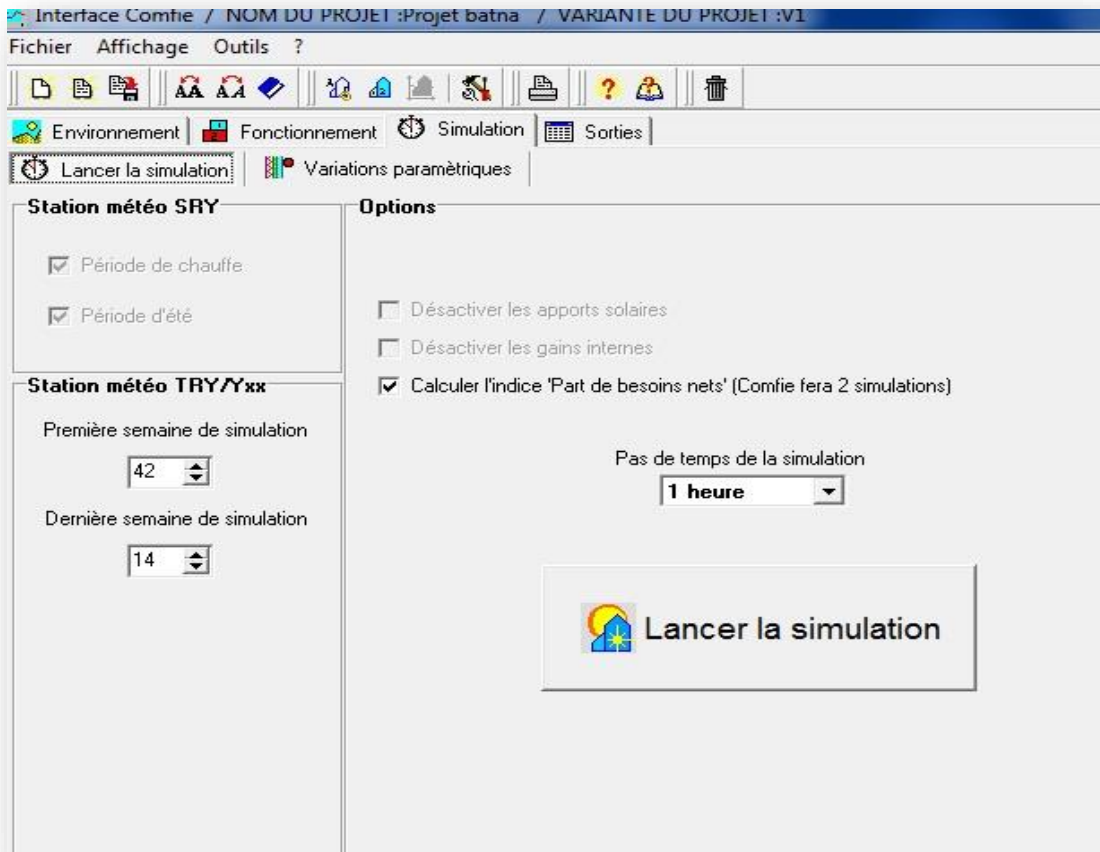 Interface Comfie / NOM DU PROJET :Projet batna / VARIANTE DU PROJET :V1
Fichier Affichage Outils ?
Environnement Fonctionnement Simulation Sorties
Lancer la simulation Variations paramètriques
Station météo SRY
Période de chauffe
Période d'été
Station météo TRY/Yxx
Première semaine de simulation
42
Dernière semaine de simulation
14
Options
Désactiver les apports solaires
Désactiver les gains internes
Calculer l'indice 'Part de besoins nets' (Comfie fera 2 simulations)
Pas de temps de la simulation
1 heure
Lancer la simulation